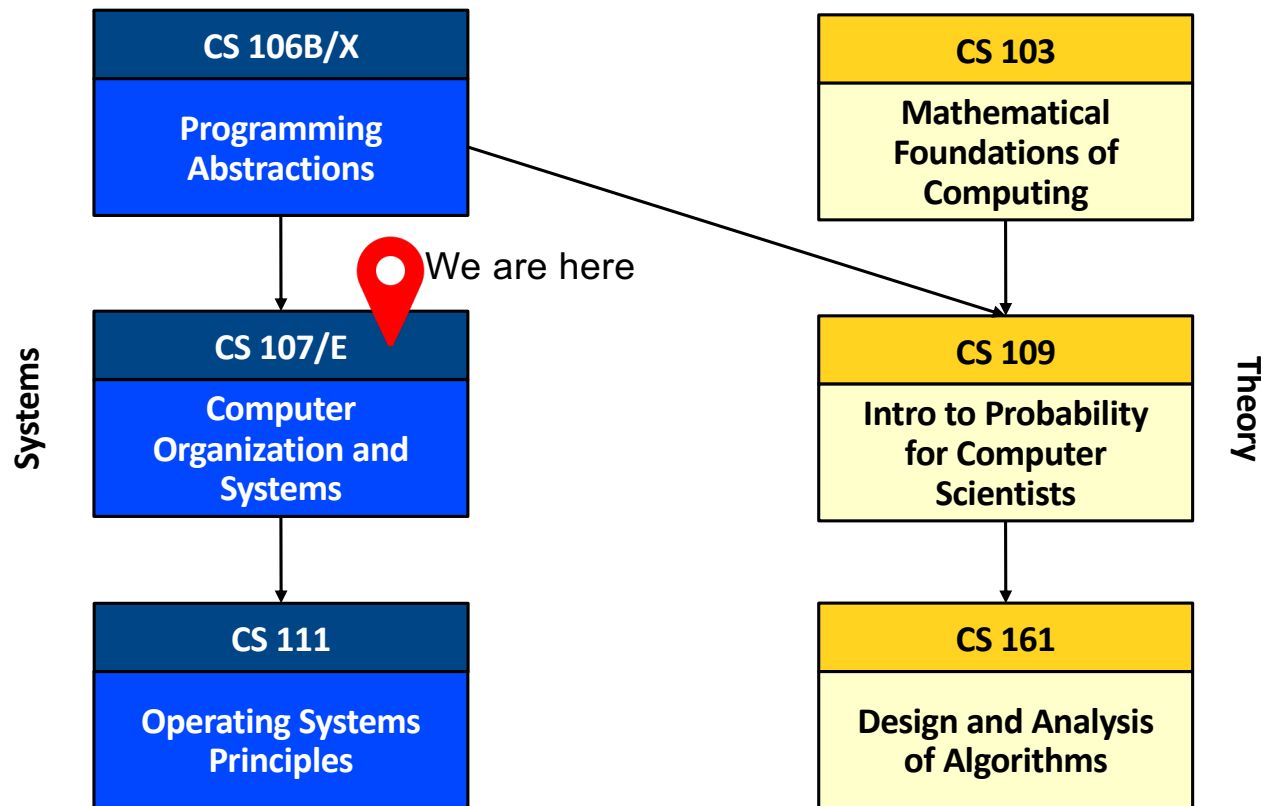 CS 106B/X
Programming
Abstractions
CS 103
Mathematical
Foundations of
Computing
We are here
Systems
CS 107/E
Computer
Organization and
Systems
CS 109
Intro to Probability
for Computer
Scientists
Theory
CS 111
Operating Systems
Principles
CS 161
Design and Analysis
of Algorithms